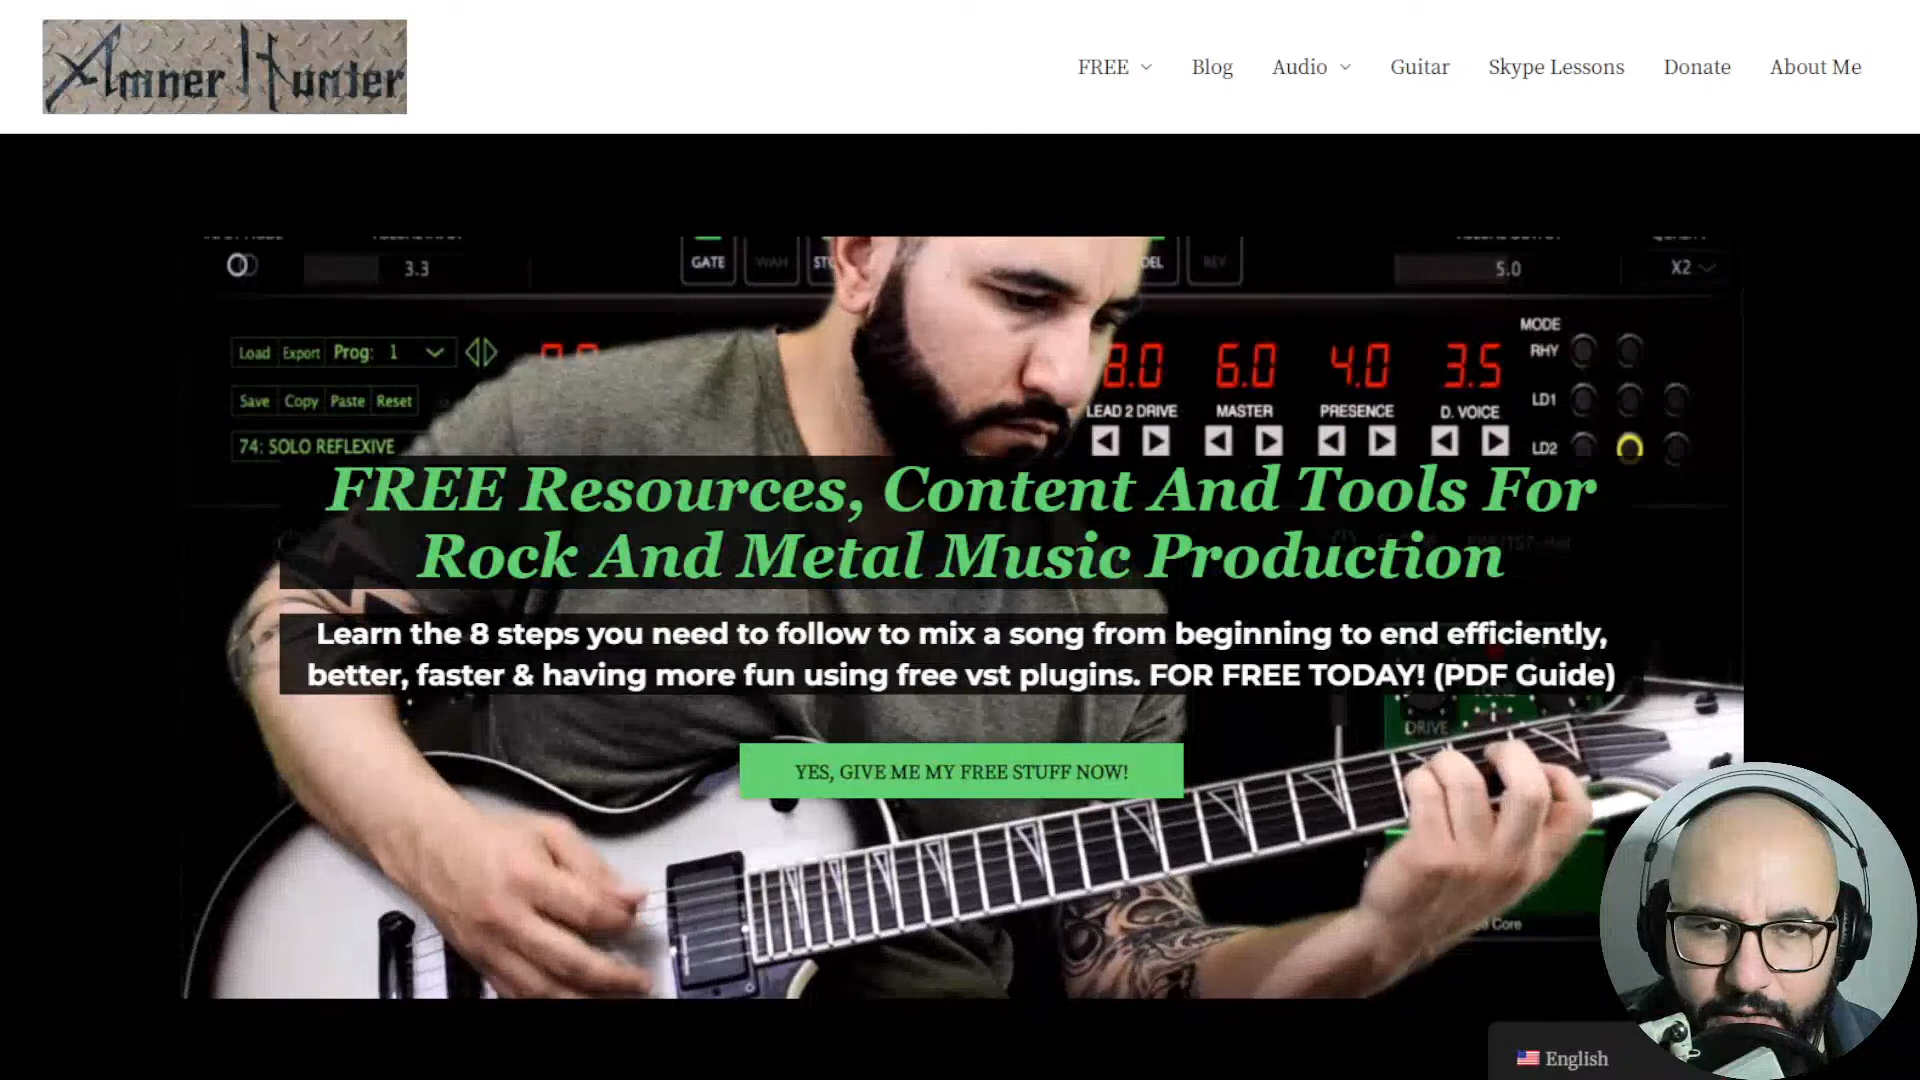 Amner Hunter
FREE Blog Audio Guitar Skype Lessons Donate About Me
3.3
GATE WAH
DEL REV
5.0
X2
MODE
RHY
LD1
LD2
Load Export Prog: 1
Save Copy Paste Reset
74: SOLO REFLEXIVE
8.0 6.0 4.0 3.5
LEAD 2 DRIVE MASTER PRESENCE D. VOICE
FREE Resources, Content And Tools For
Rock And Metal Music Production
Learn the 8 steps you need to follow to mix a song from beginning to end efficiently,
better, faster & having more fun using free vst plugins. FOR FREE TODAY! (PDF Guide)
DRIVE
YES, GIVE ME MY FREE STUFF NOW!
Core
English